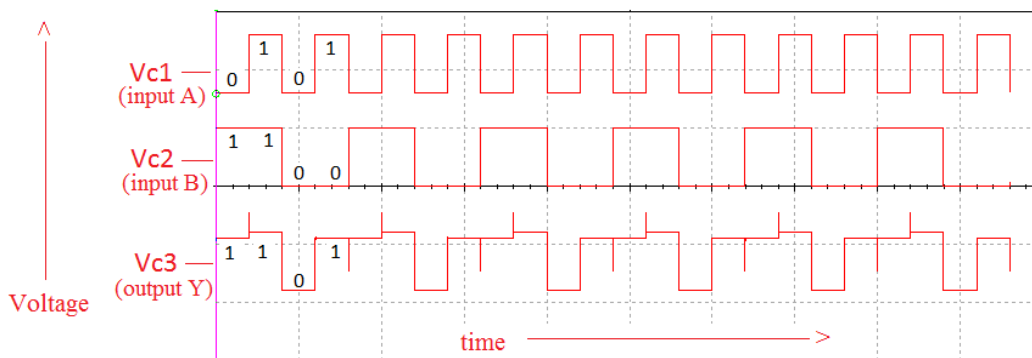 Vc1
(input A)
0 1 0 1
Vc2
(input B)
1 1 0 0
Vc3
(output Y)
1 1 0 1
Voltage
time